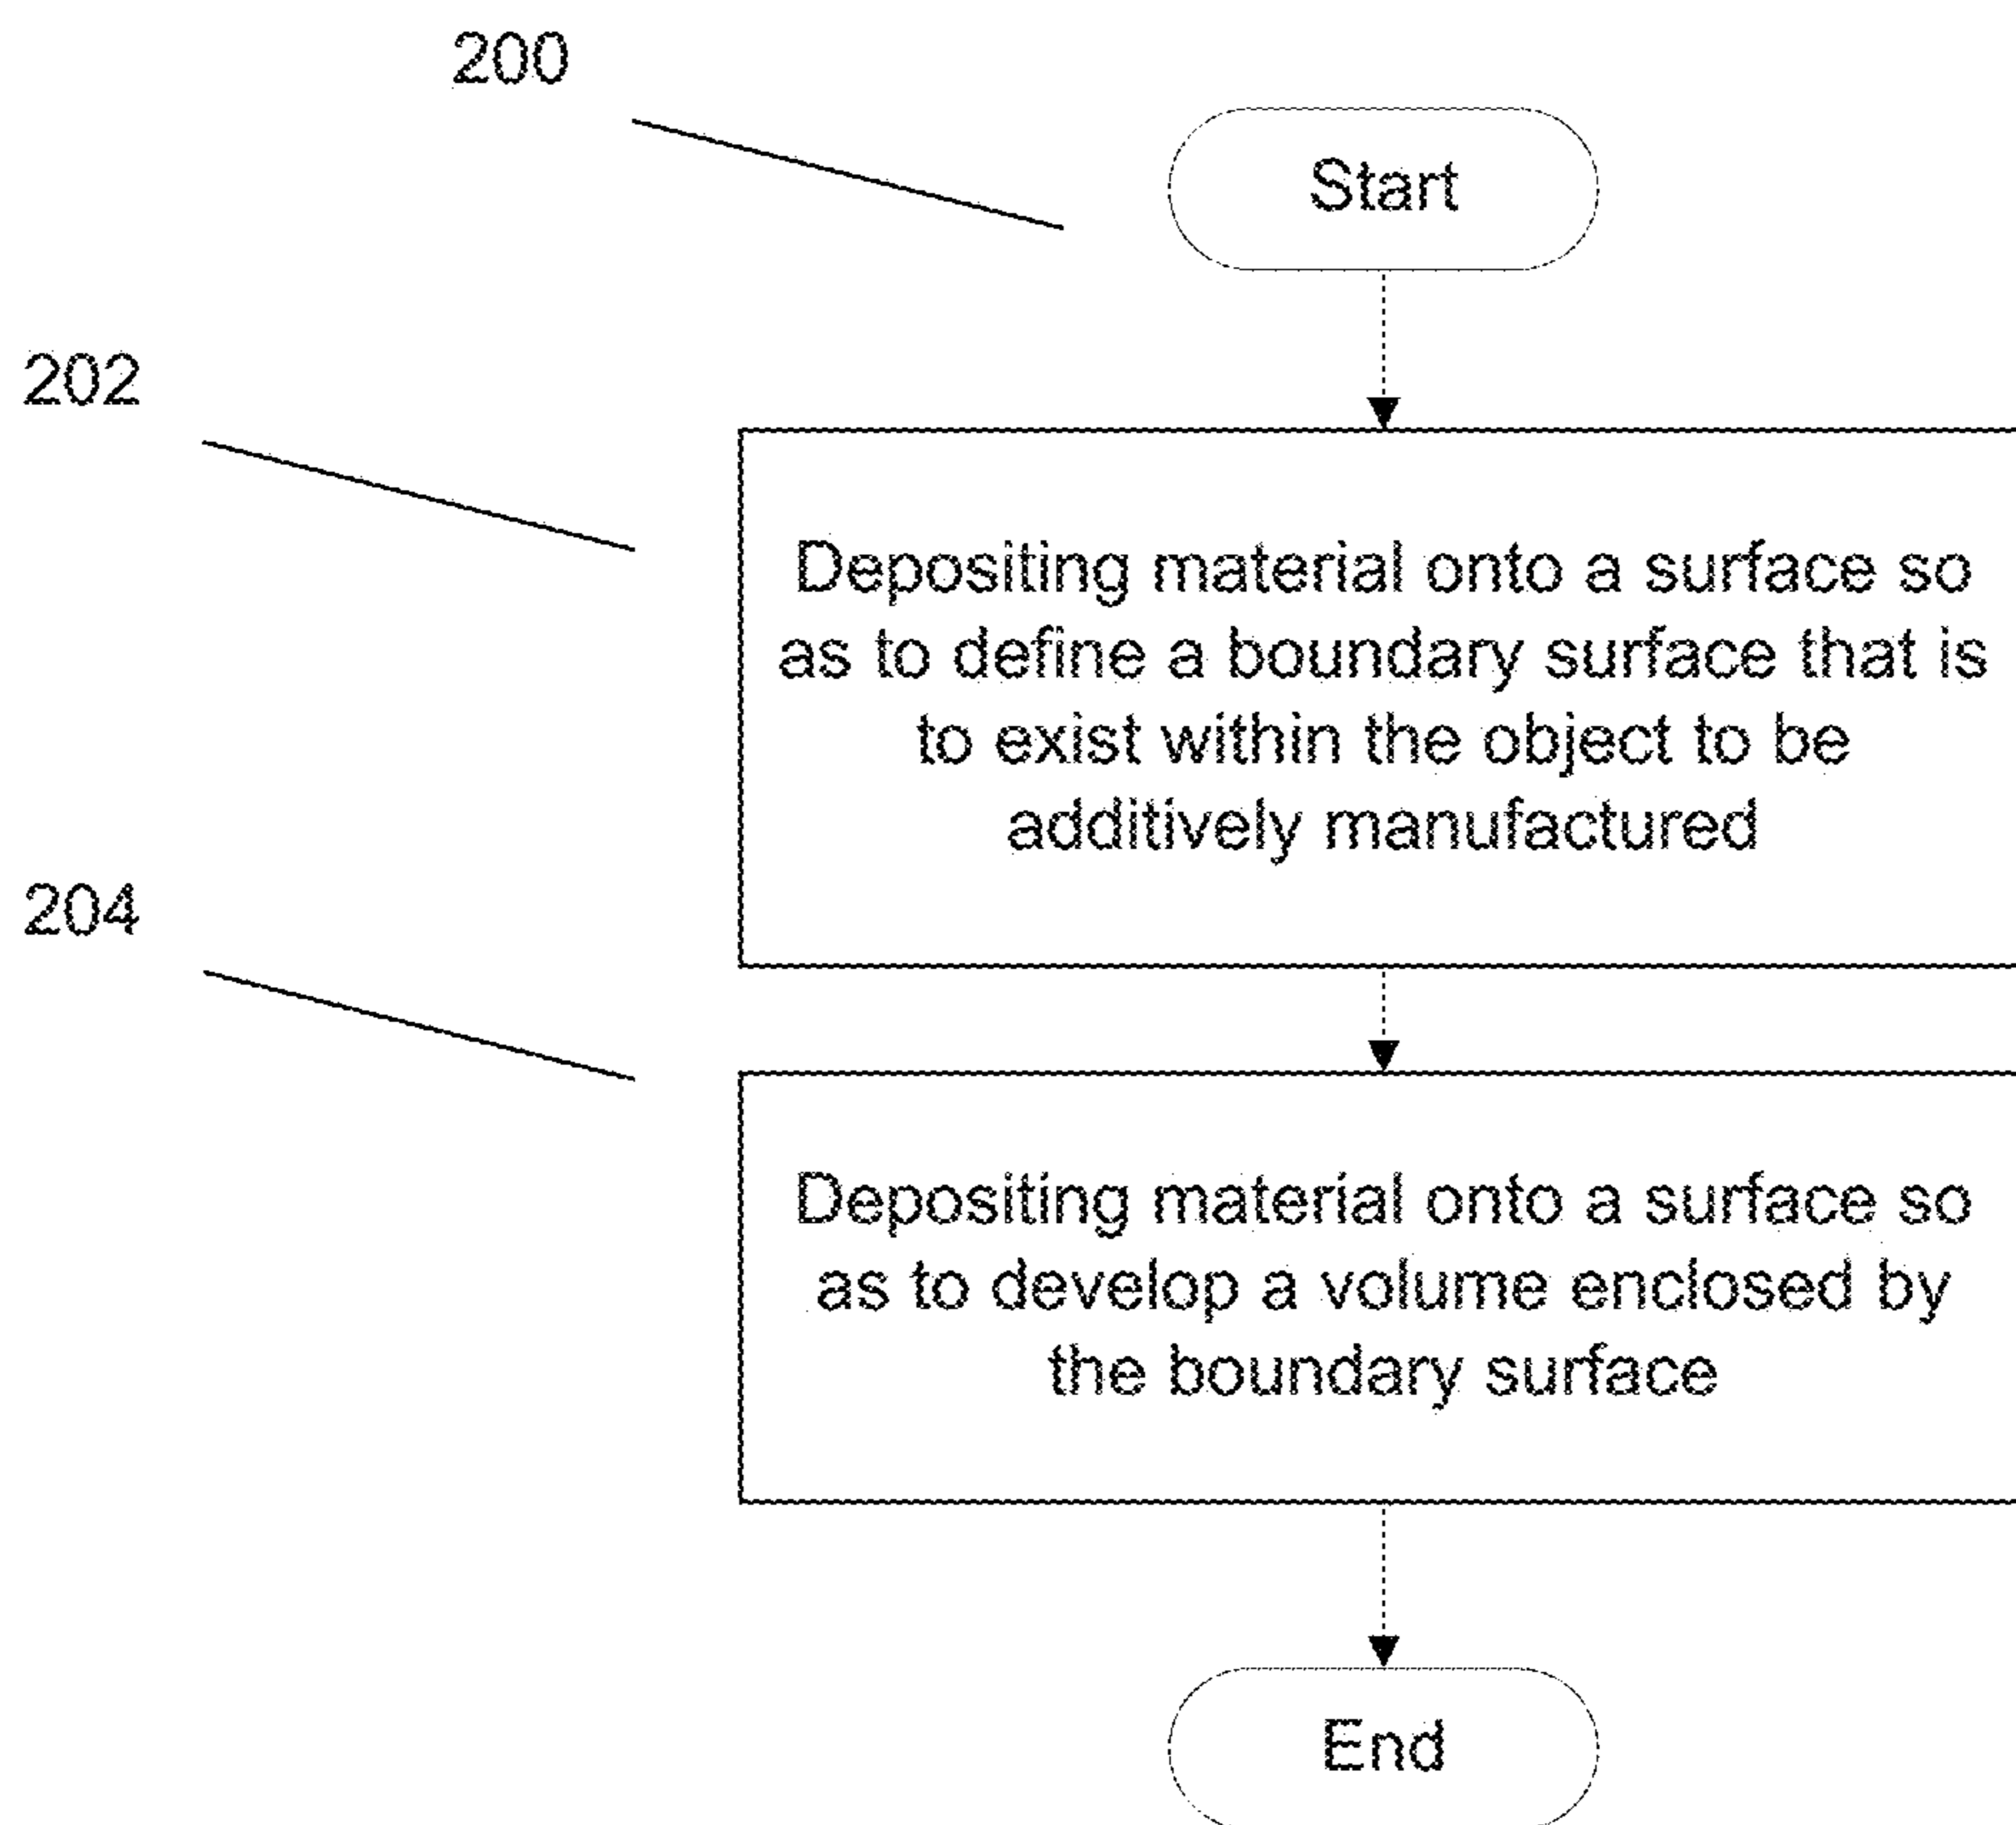 200
Start
202
Depositing material onto a surface so
as to define a boundary surface that is
to exist within the object to be
additively manufactured
204
Depositing material onto a surface so
as to develop a volume enclosed by
the boundary surface
End